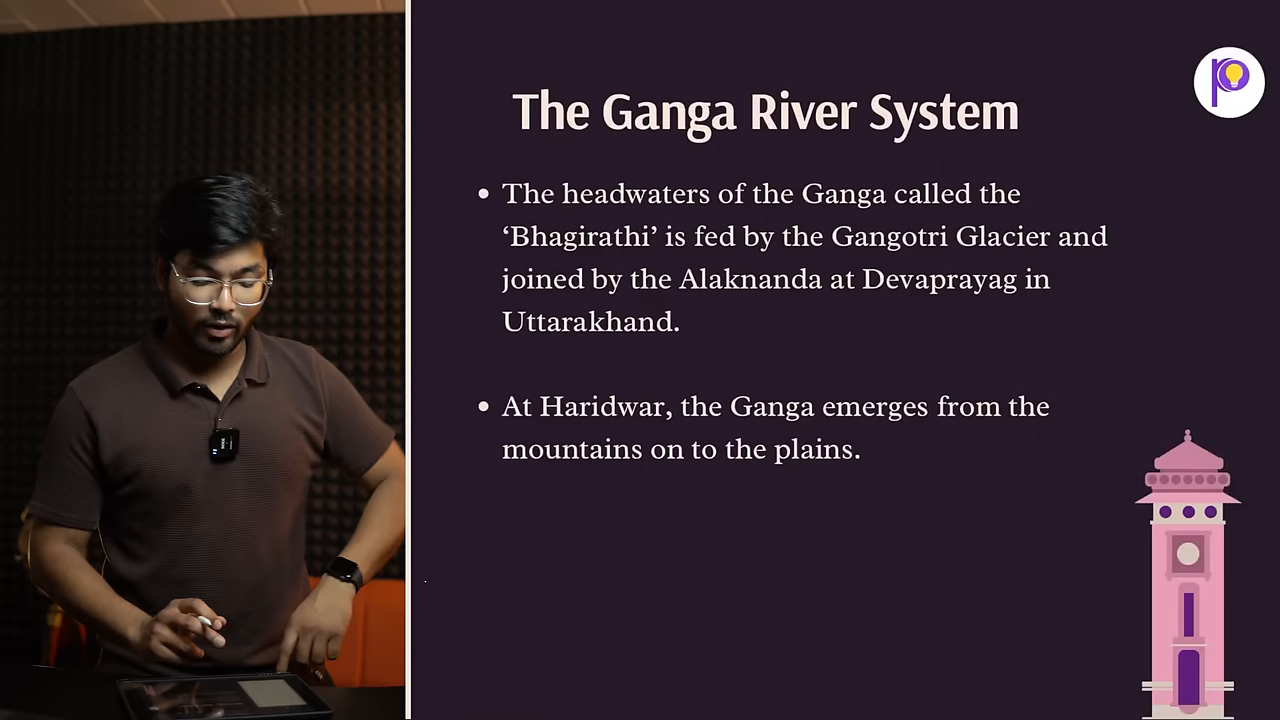 The Ganga River System
• The headwaters of the Ganga called the
‘Bhagirathi’ is fed by the Gangotri Glacier and
joined by the Alaknanda at Devaprayag in
Uttarakhand.
• At Haridwar, the Ganga emerges from the
mountains on to the plains.